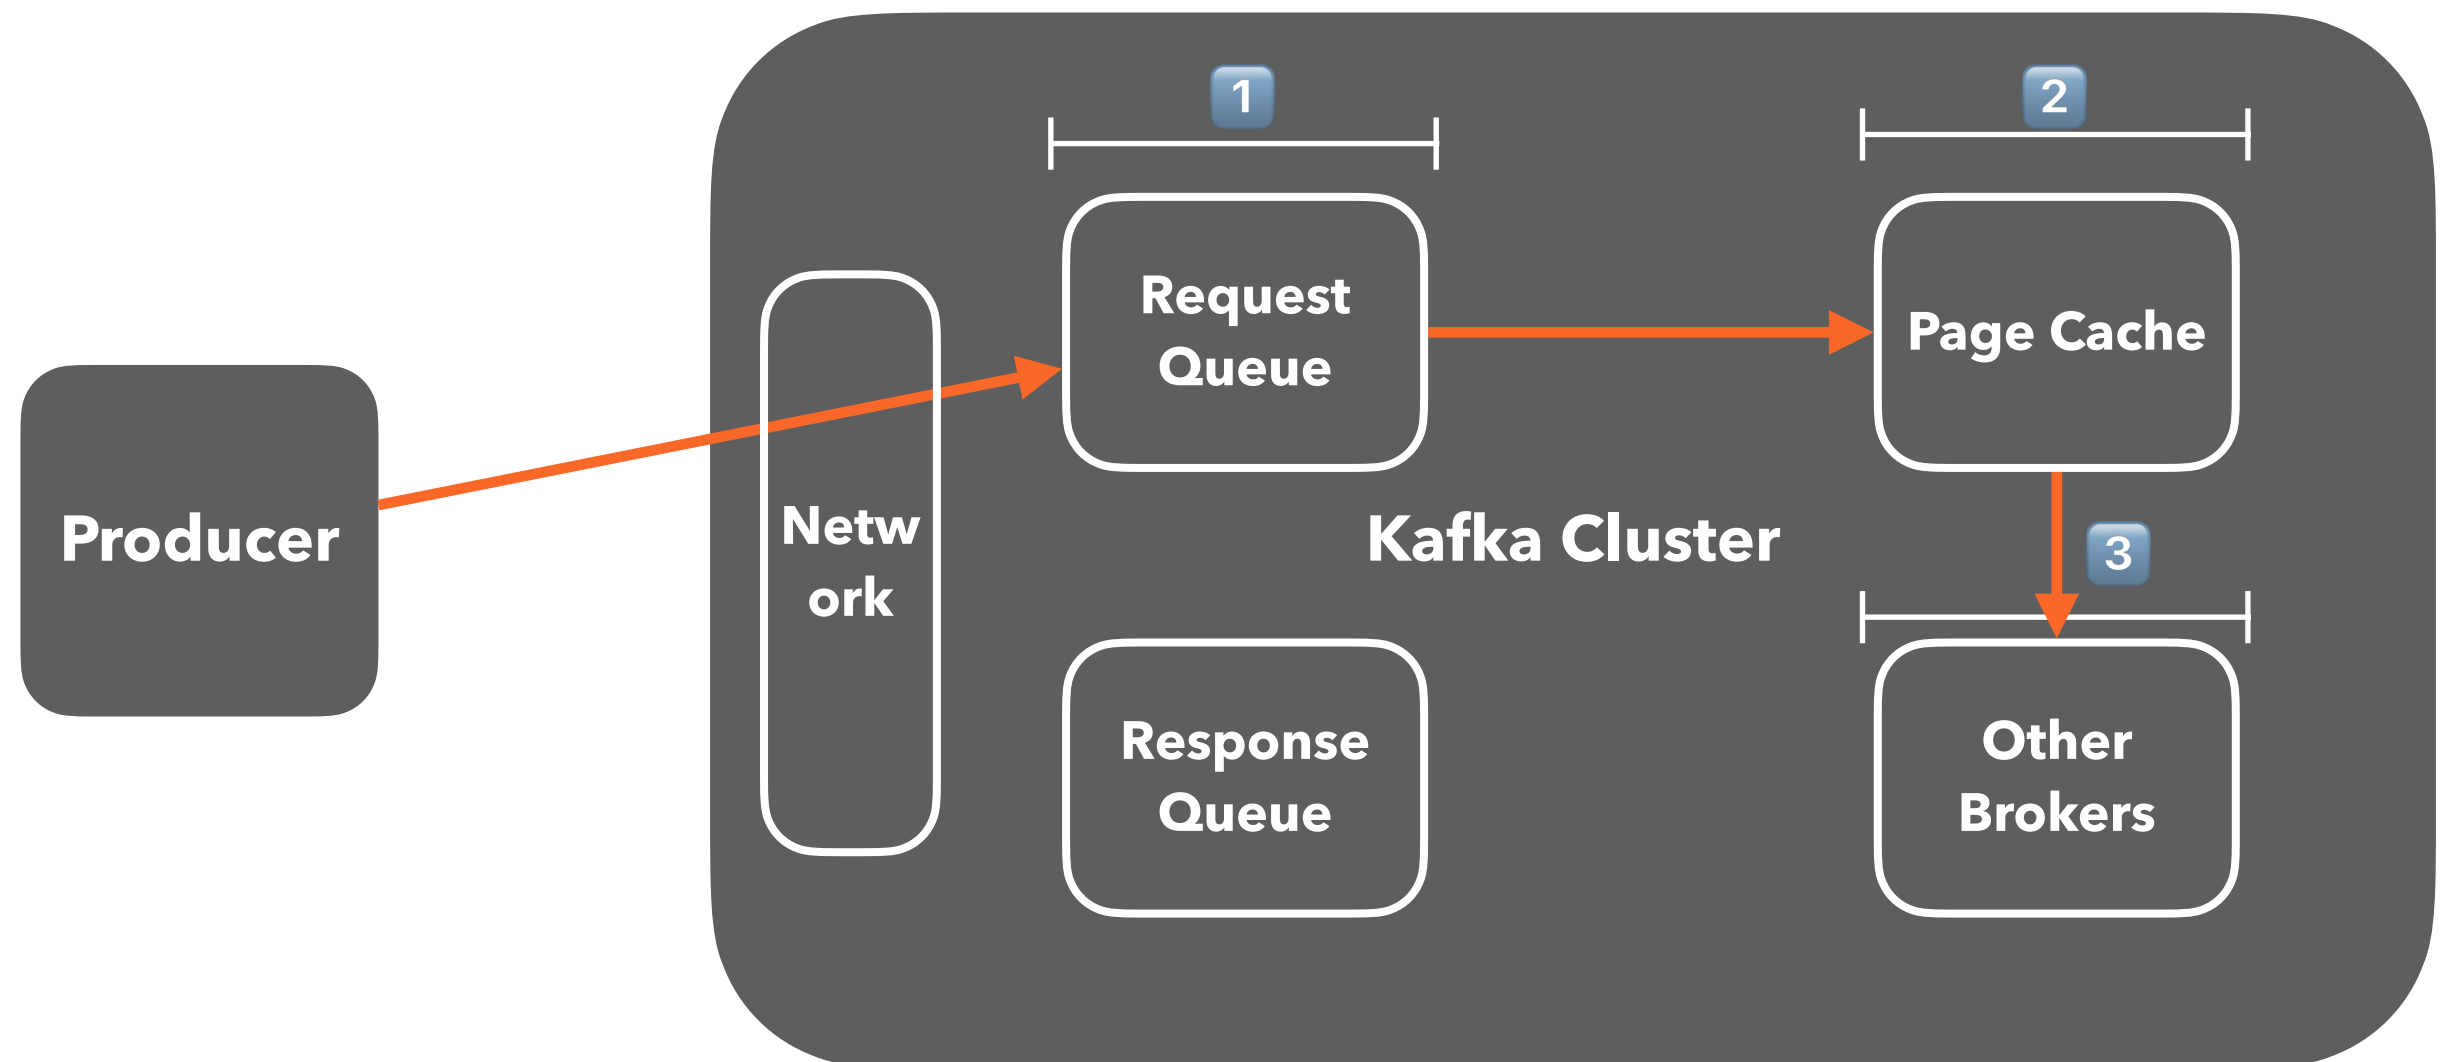 1
2
Request
Queue
Page Cache
Producer
Netw
ork
Kafka Cluster
3
Response
Queue
Other
Brokers